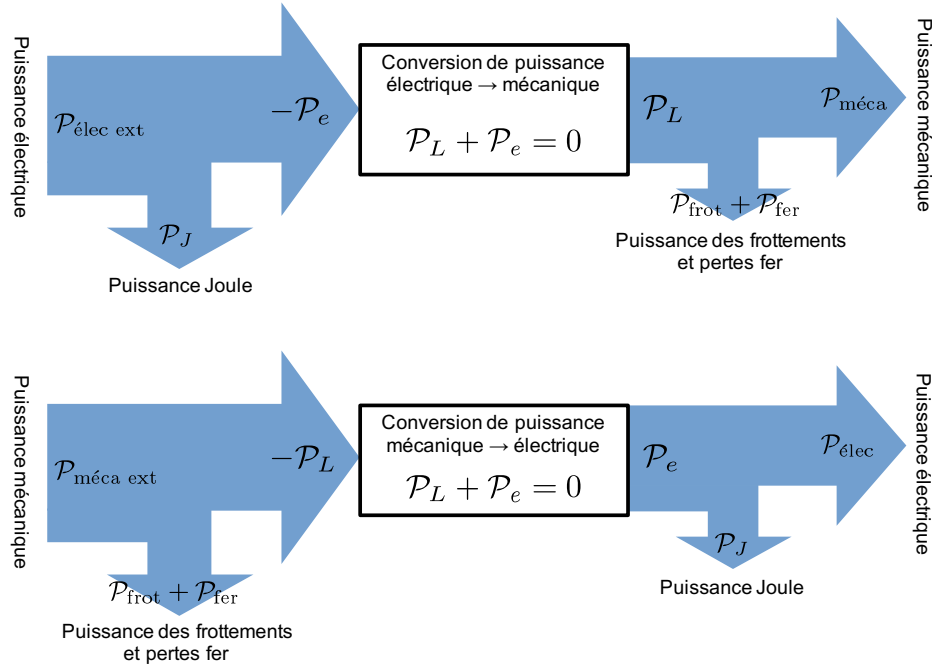 Puissance électrique
𝒫élec ext
−𝒫e
𝒫J
Puissance Joule
Conversion de puissance
électrique → mécanique
𝒫L + 𝒫e = 0
𝒫L
𝒫méca
𝒫frot + 𝒫fer
Puissance des frottements
et pertes fer
Puissance mécanique
Puissance mécanique
𝒫méca ext
−𝒫L
𝒫frot + 𝒫fer
Puissance des frottements
et pertes fer
Conversion de puissance
mécanique → électrique
𝒫L + 𝒫e = 0
𝒫e
𝒫élec
𝒫J
Puissance Joule
Puissance électrique